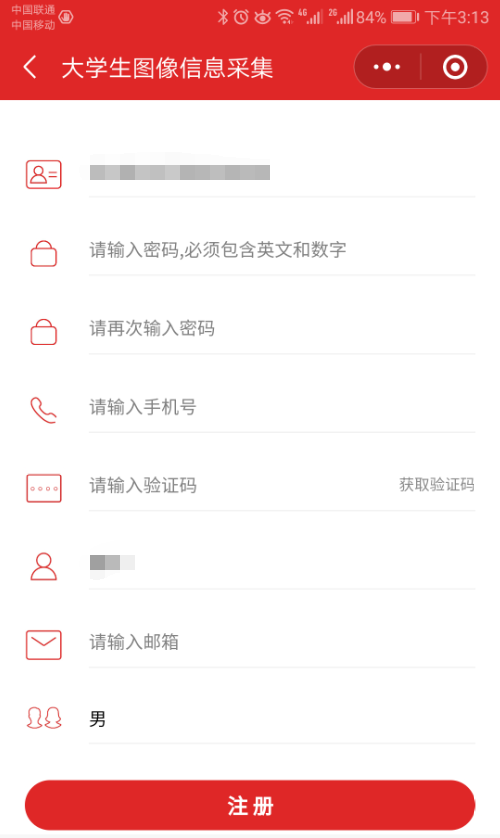 中国联通
中国移动
4G 2G 84% 下午3:13
大学生图像信息采集
请输入密码,必须包含英文和数字
请再次输入密码
请输入手机号
请输入验证码 获取验证码
请输入邮箱
男
注册